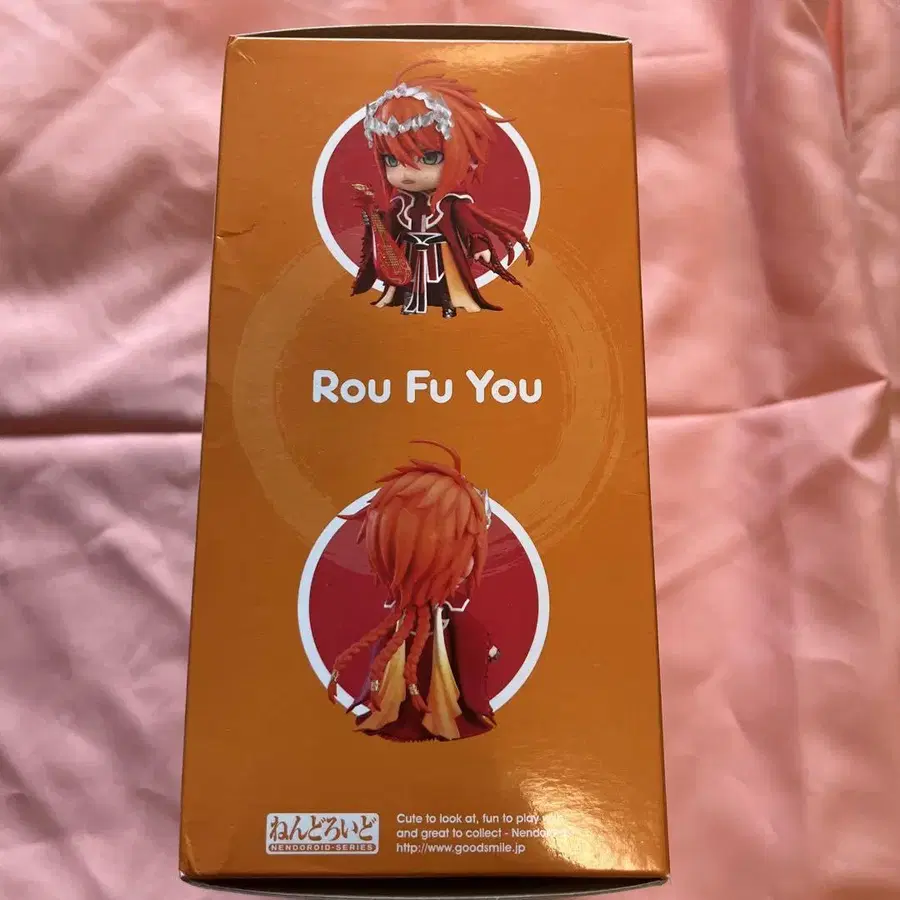 Rou Fu You
ねんどろいど
NENDOROID-SERIES
Cute to look at, fun to play
and great to collect - Nendoroid
http://www.goodsmile.jp